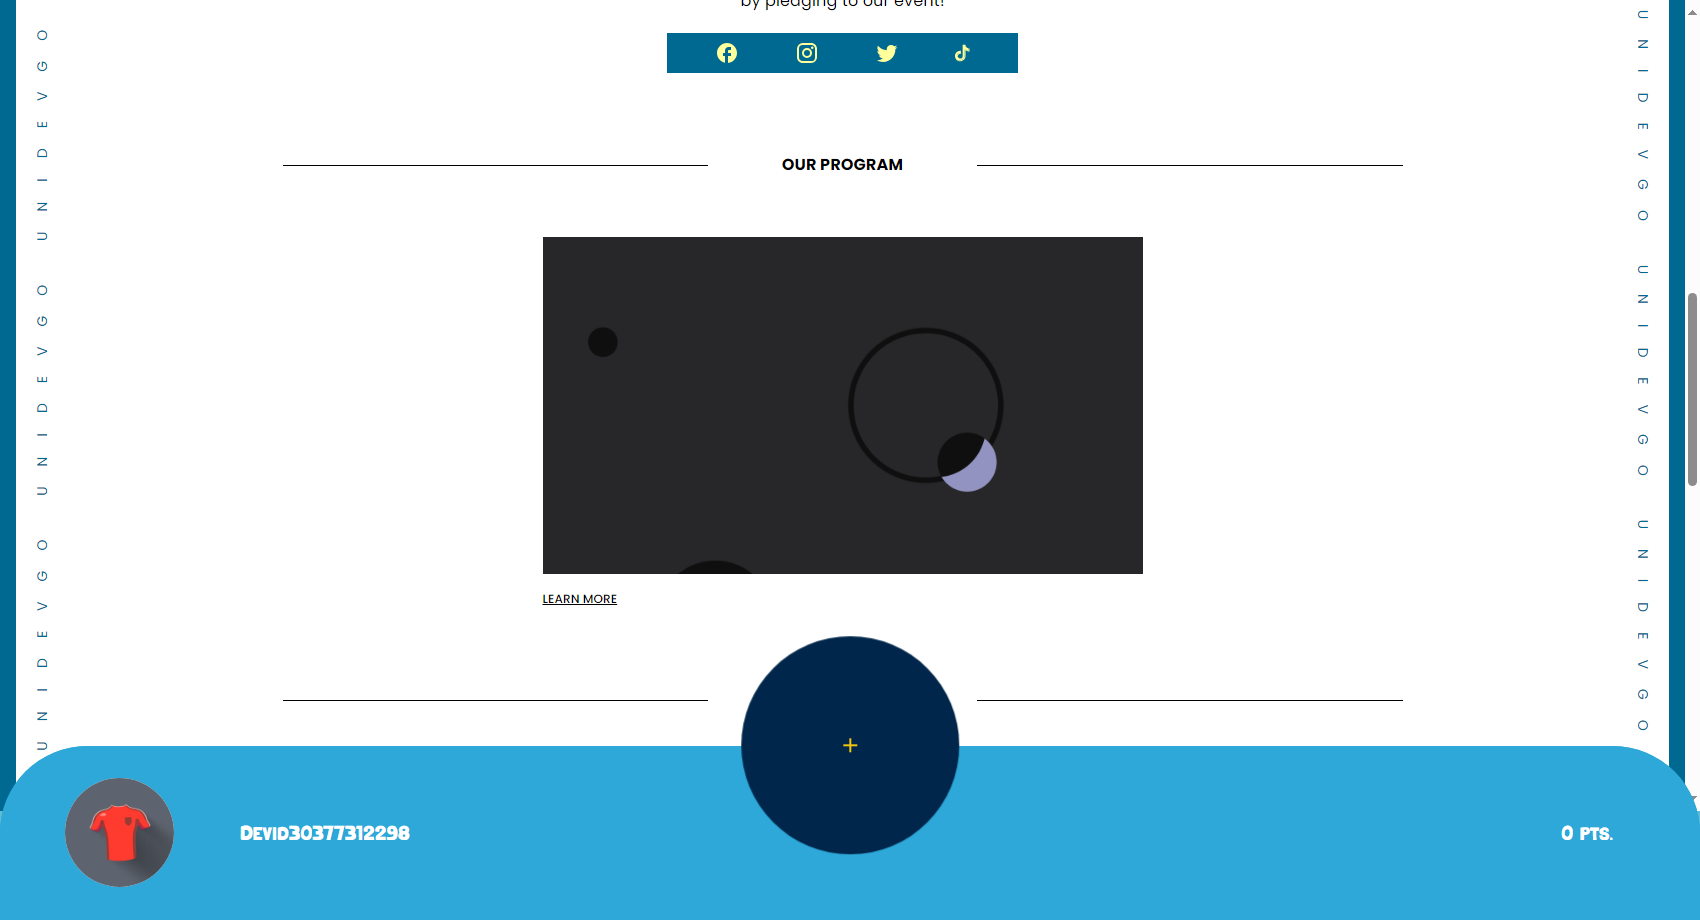 by pledging to our event!
OUR PROGRAM
LEARN MORE
UNIDEVGO UNIDEVGO UNIDEVGO
UNIDEVGO UNIDEVGO UNIDEVGO
+
Devid30377312298
0 pts.